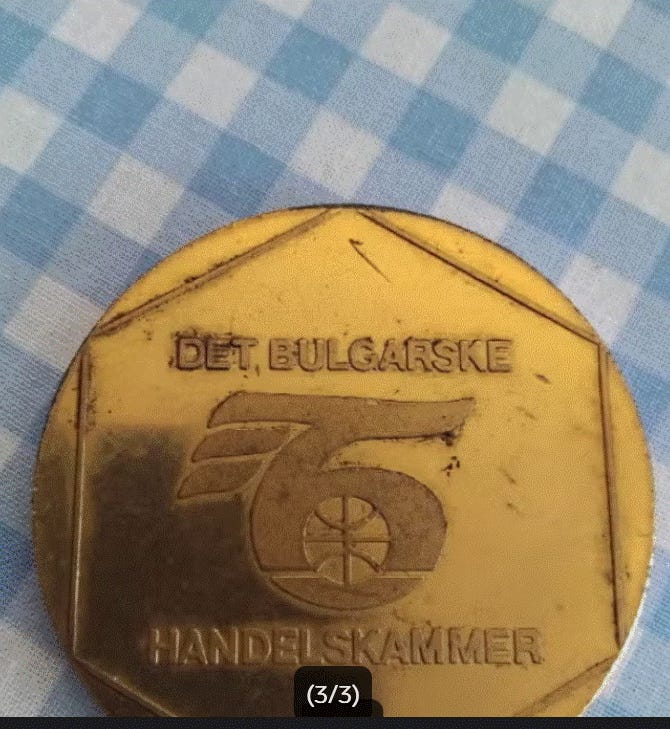 DET BULGARSKE
HANDELSKAMMER
(3/3)